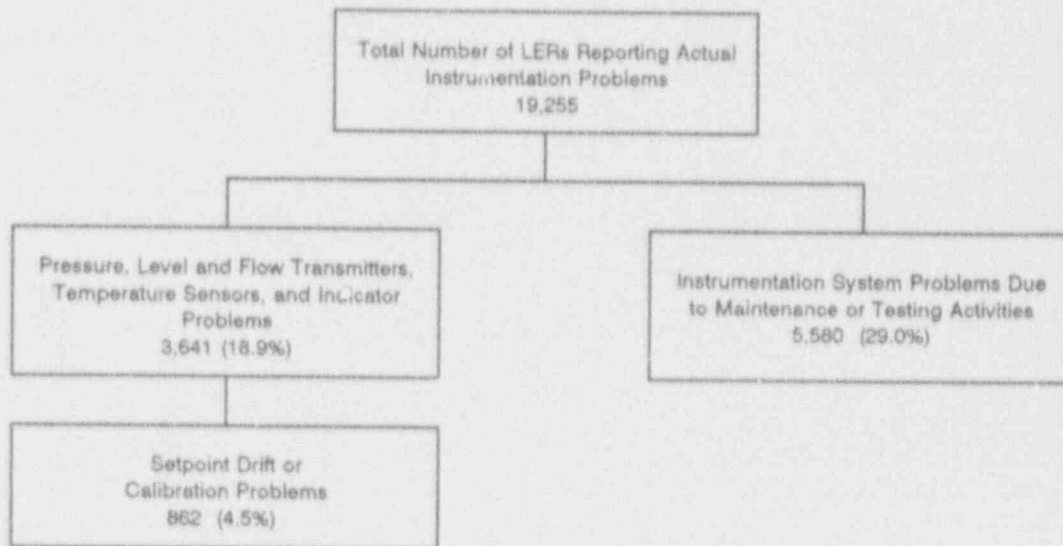 Total Number of LERs Reporting Actual
Instrumentation Problems
19,255
Pressure, Level and Flow Transmitters,
Temperature Sensors, and Indicator
Problems
3,641 (18.9%)
Instrumentation System Problems Due
to Maintenance or Testing Activities
5,580 (29.0%)
Setpoint Drift or
Calibration Problems
862 (4.5%)